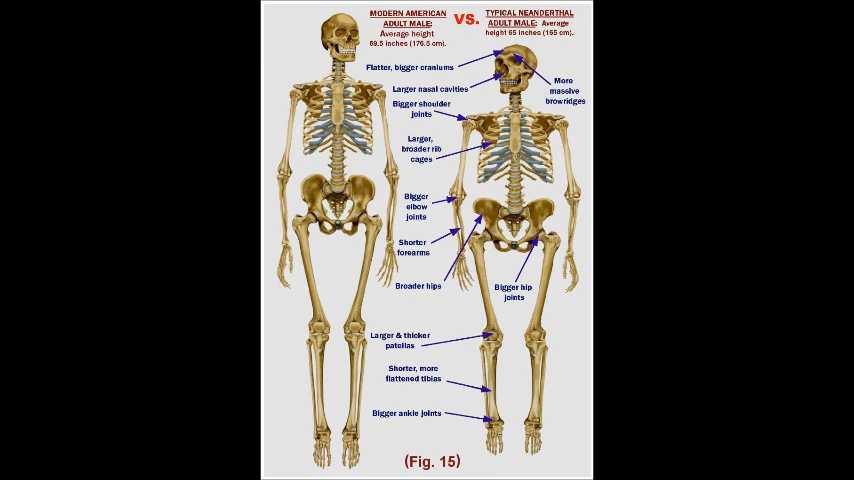 MODERN AMERICAN
ADULT MALE:
Average height
69.5 inches (176.5 cm).
VS.
TYPICAL NEANDERTHAL
ADULT MALE: Average
height 65 inches (165 cm).
Flatter, bigger craniums
Larger nasal cavities
More
massive
browridges
Bigger shoulder
joints
Larger,
broader rib
cages
Bigger
elbow
joints
Shorter
forearms
Broader hips
Bigger hip
joints
Larger & thicker
patellas
Shorter, more
flattened tibias
Bigger ankle joints
(Fig. 15)